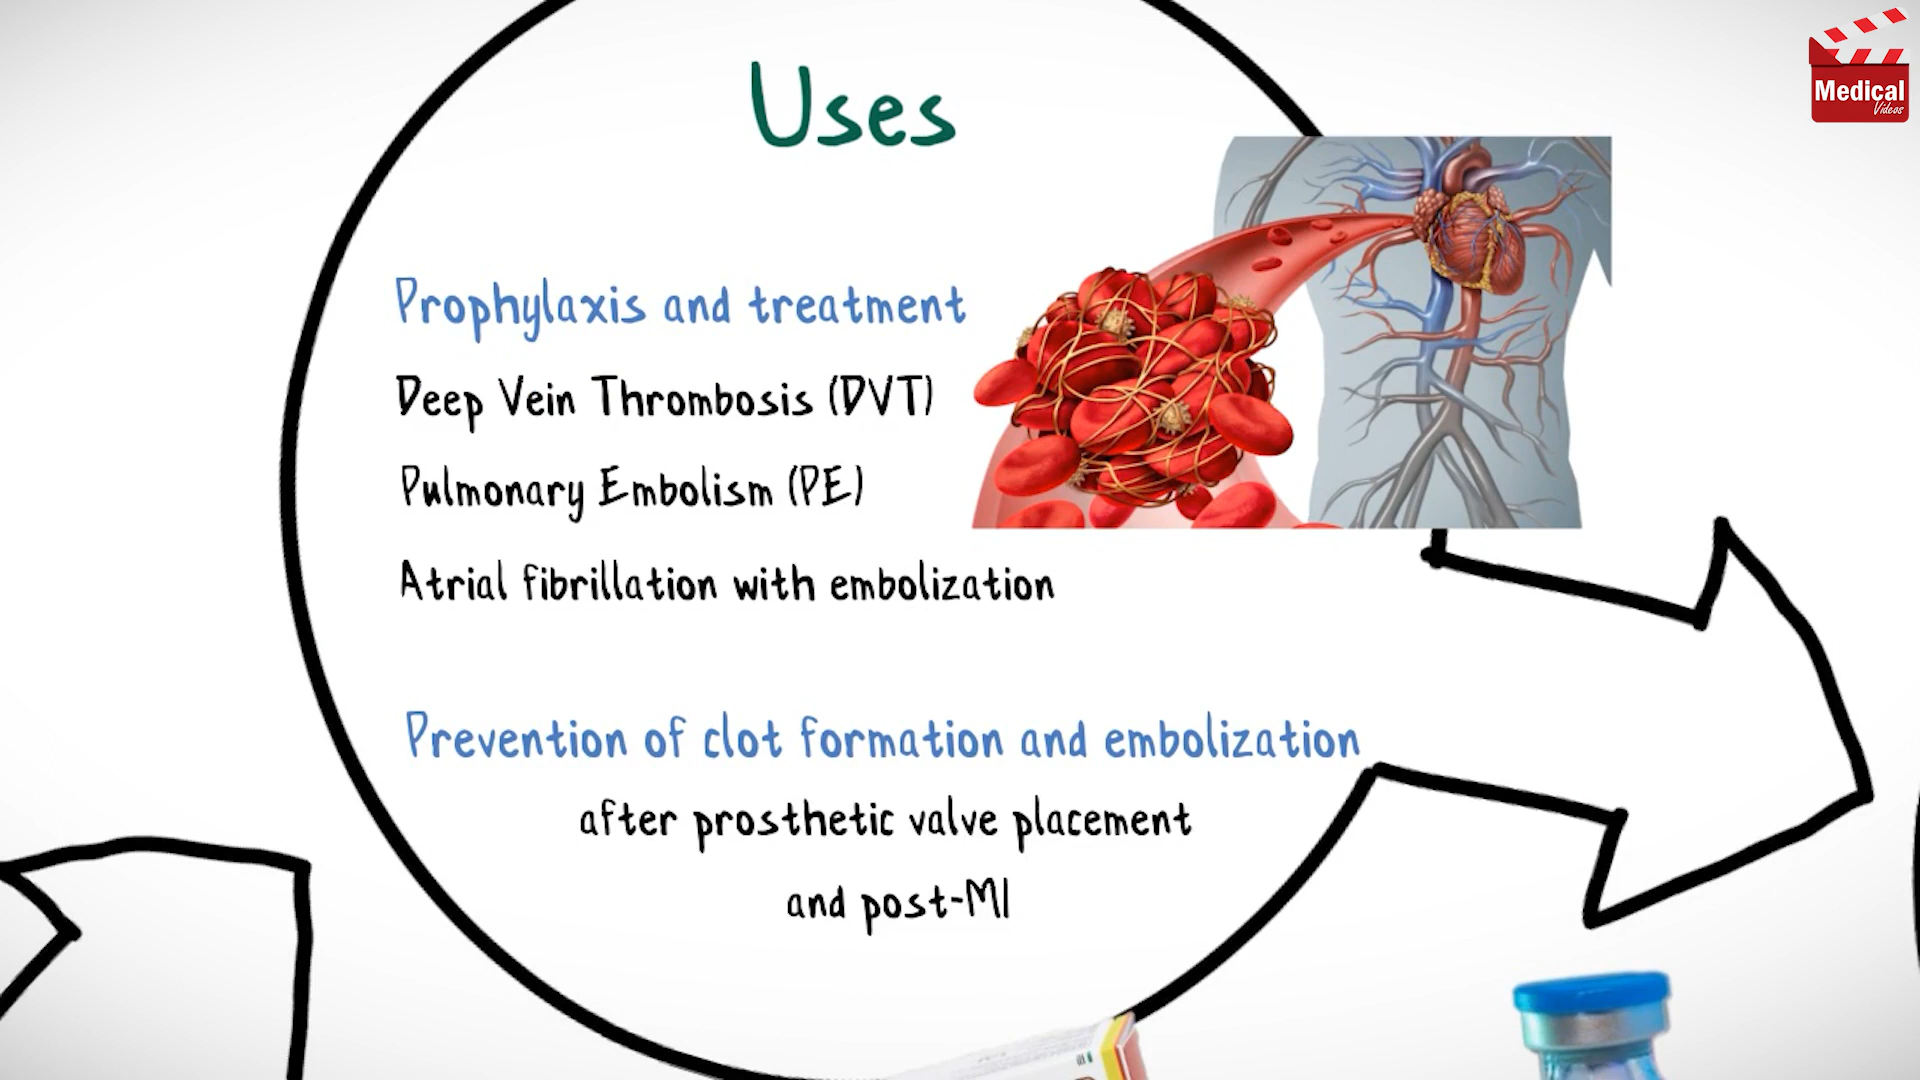 Medical
Videos
Uses
Prophylaxis and treatment
Deep Vein Thrombosis (DVT)
Pulmonary Embolism (PE)
Atrial fibrillation with embolization
Prevention of clot formation and embolization
after prosthetic valve placement
and post-MI